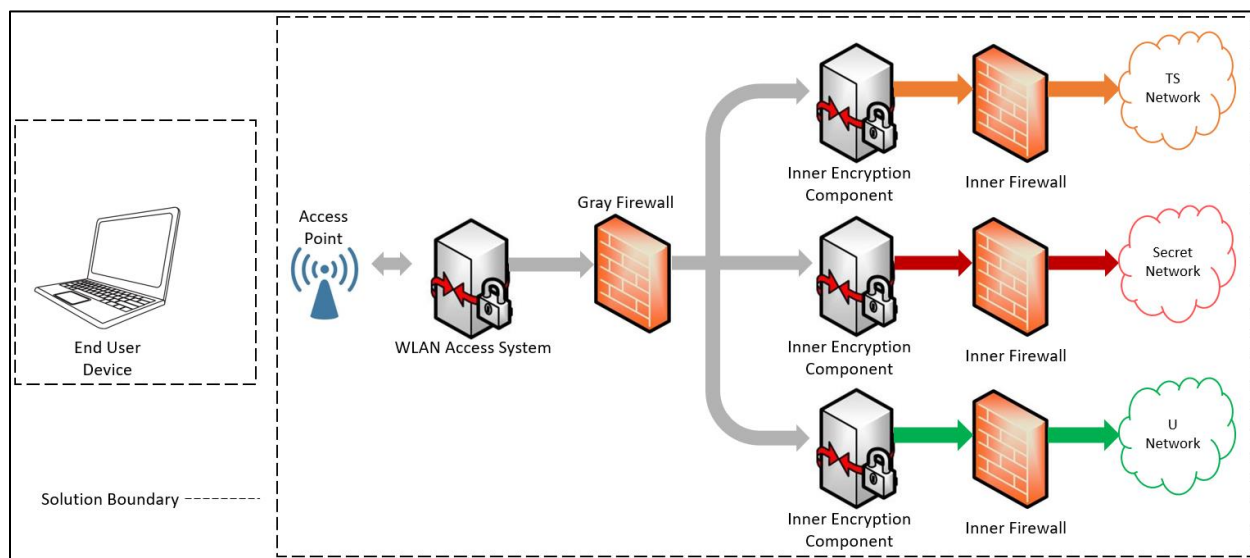 End User
Device
Solution Boundary
Access
Point
WLAN Access System
Gray Firewall
Inner Encryption
Component
Inner Firewall
TS
Network
Inner Encryption
Component
Inner Firewall
Secret
Network
Inner Encryption
Component
Inner Firewall
U
Network